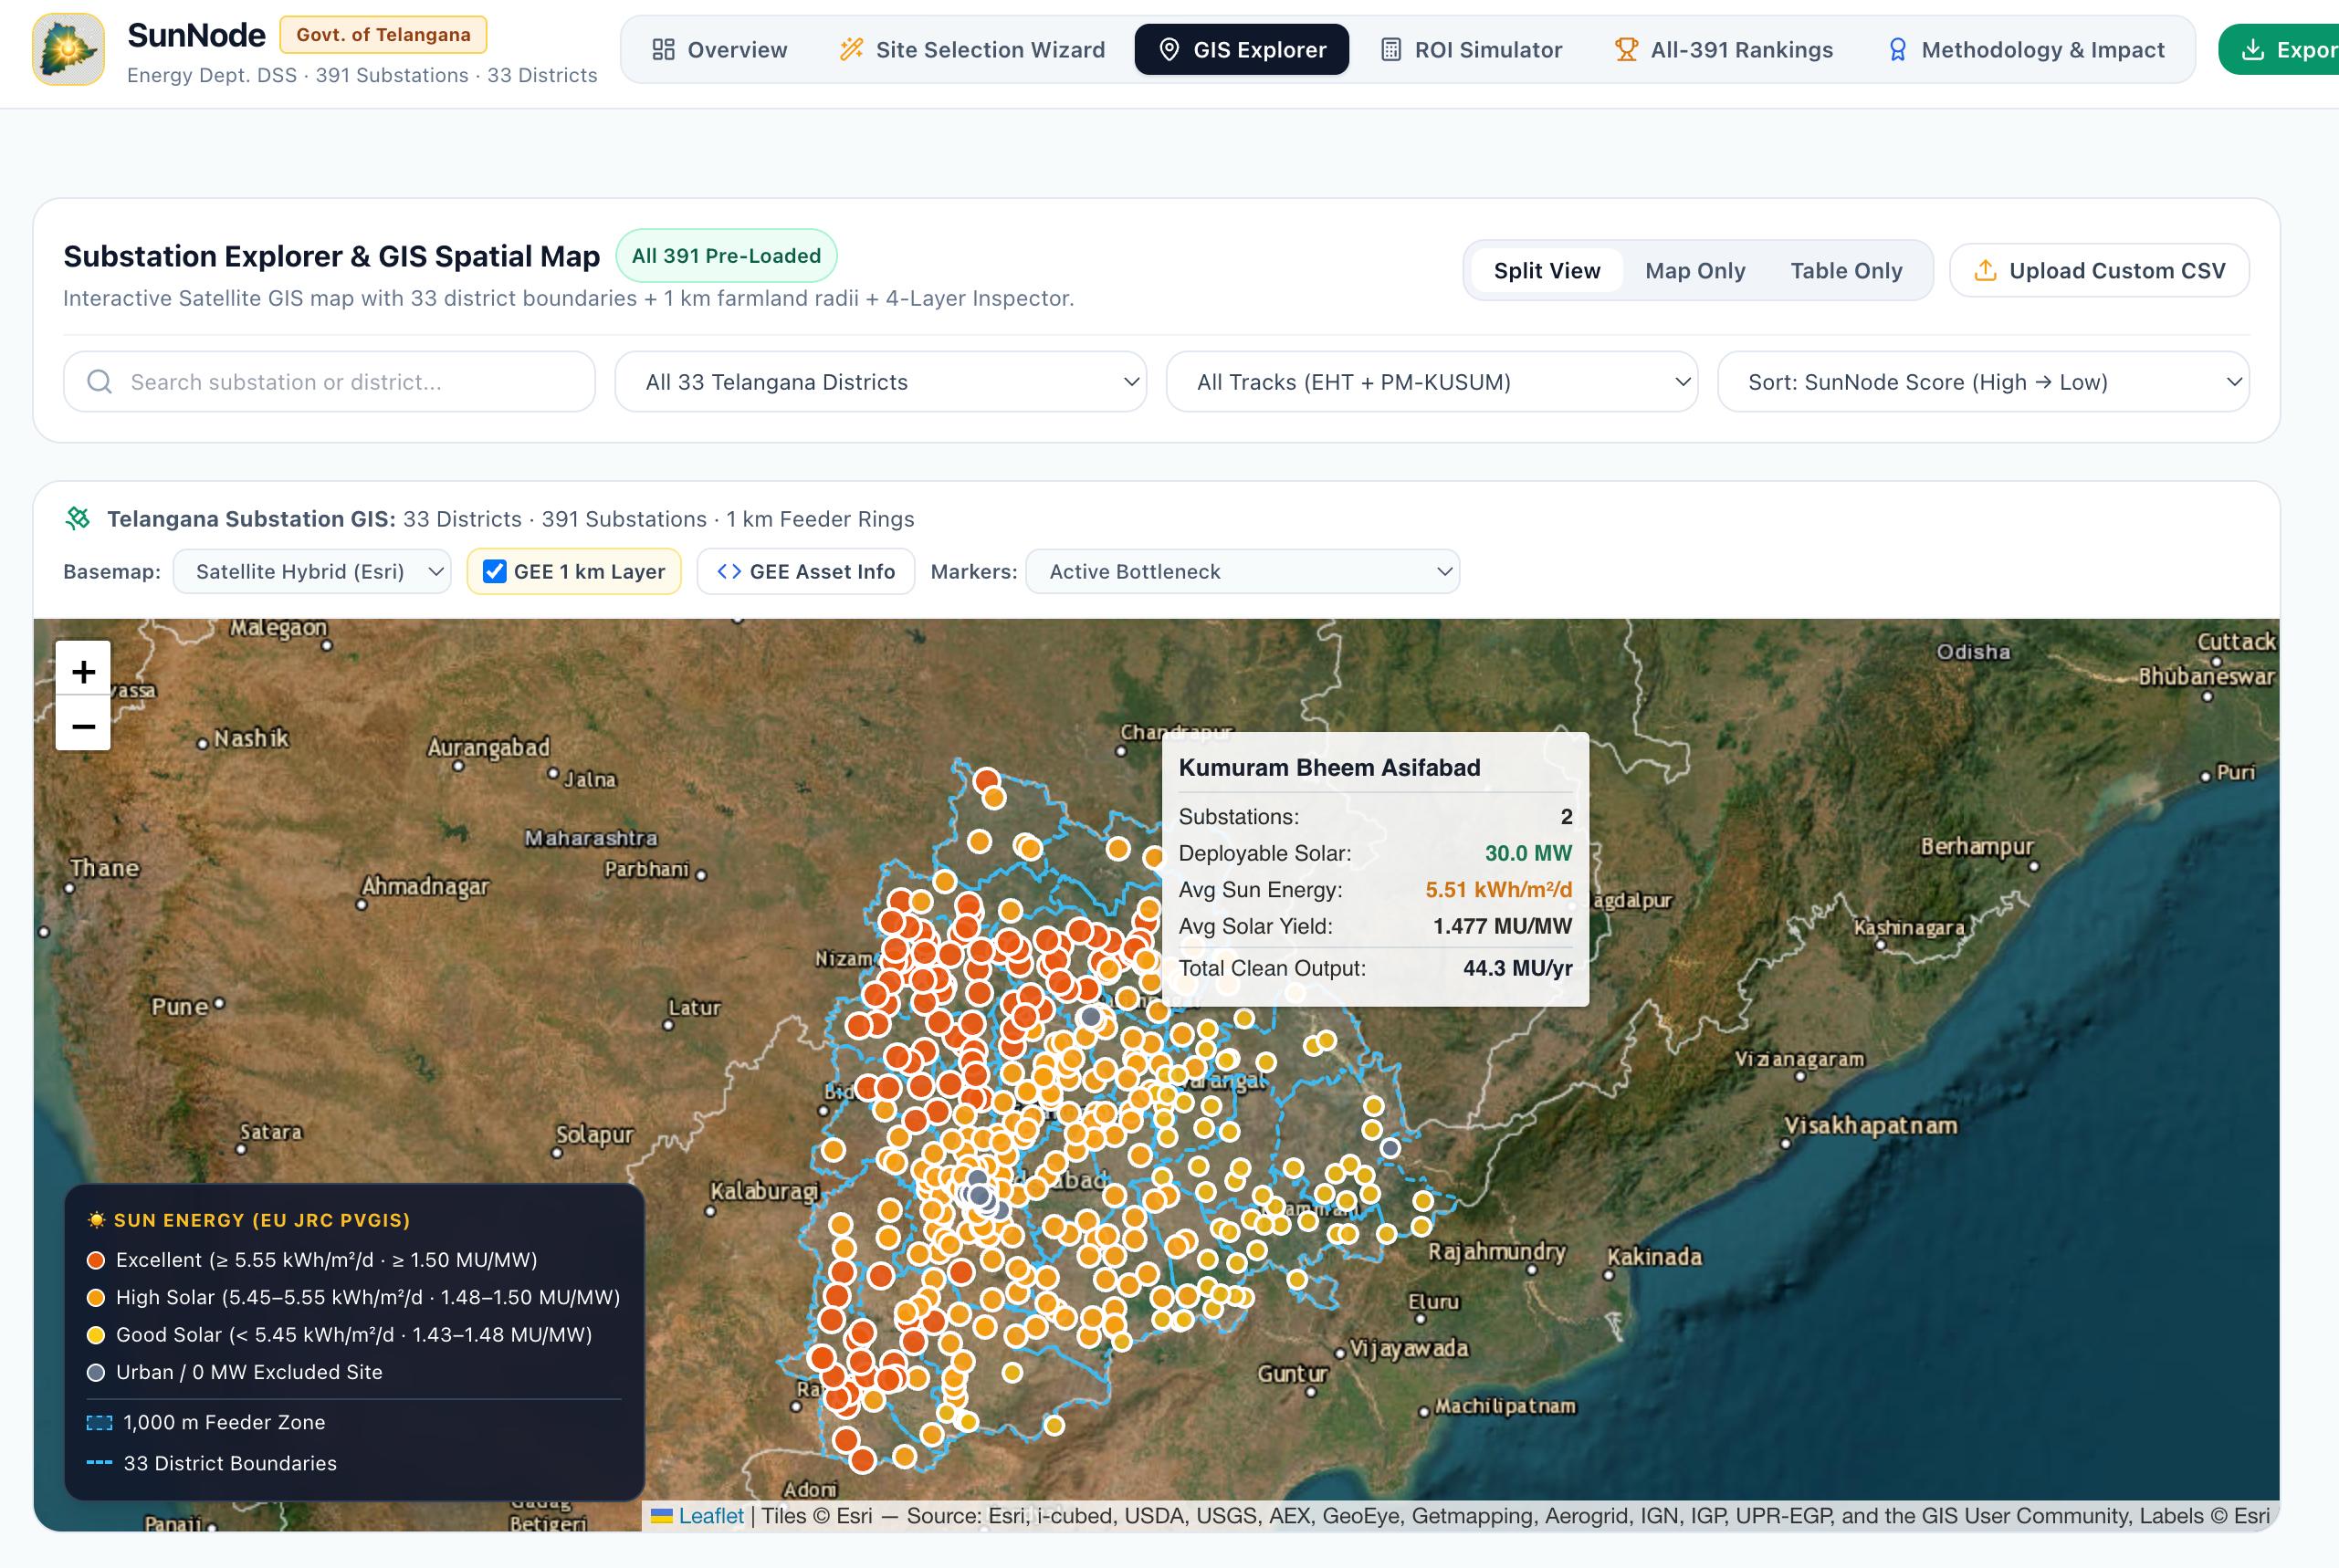 SunNode
Govt. of Telangana
Energy Dept. DSS · 391 Substations · 33 Districts
Overview
Site Selection Wizard
GIS Explorer
ROI Simulator
All-391 Rankings
Methodology & Impact
Expor
Substation Explorer & GIS Spatial Map
All 391 Pre-Loaded
Interactive Satellite GIS map with 33 district boundaries + 1 km farmland radii + 4-Layer Inspector.
Split View
Map Only
Table Only
Upload Custom CSV
Search substation or district...
All 33 Telangana Districts
All Tracks (EHT + PM-KUSUM)
Sort: SunNode Score (High → Low)
Telangana Substation GIS: 33 Districts · 391 Substations · 1 km Feeder Rings
Basemap:
Satellite Hybrid (Esri)
GEE 1 km Layer
GEE Asset Info
Markers:
Active Bottleneck
+
−
Malegaon
vassa
Nashik
Aurangabad
Jalna
Maharashtra
Parbhani
Thane
Ahmadnagar
Nizam
Pune
Latur
Bid
Satara
Solapur
Kalaburagi
Chandrapur
Odisha
Cuttack
Bhubaneswar
Puri
Berhampur
agdalpur
Kashinagara
Vizianagaram
Visakhapatnam
Rajahmundry
Kakinada
Eluru
Vijayawada
Guntur
Machilipatnam
arangal
abad
Ra
Adoni
Gadag
Betigeri
Panaji
Kumuram Bheem Asifabad
Substations: 2
Deployable Solar: 30.0 MW
Avg Sun Energy: 5.51 kWh/m²/d
Avg Solar Yield: 1.477 MU/MW
Total Clean Output: 44.3 MU/yr
SUN ENERGY (EU JRC PVGIS)
Excellent (≥ 5.55 kWh/m²/d · ≥ 1.50 MU/MW)
High Solar (5.45–5.55 kWh/m²/d · 1.48–1.50 MU/MW)
Good Solar (< 5.45 kWh/m²/d · 1.43–1.48 MU/MW)
Urban / 0 MW Excluded Site
1,000 m Feeder Zone
33 District Boundaries
Leaflet | Tiles © Esri — Source: Esri, i-cubed, USDA, USGS, AEX, GeoEye, Getmapping, Aerogrid, IGN, IGP, UPR-EGP, and the GIS User Community, Labels © Esri